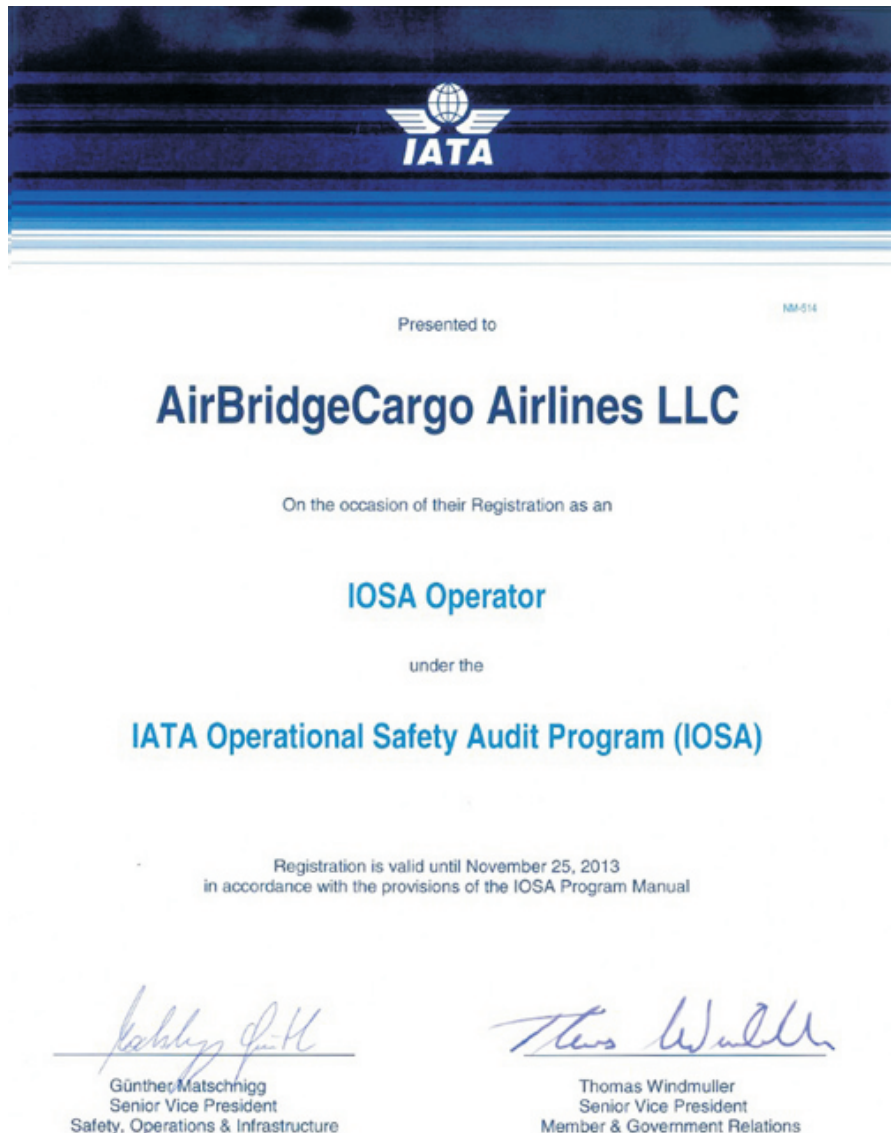 IATA
NM-514
Presented to
AirBridgeCargo Airlines LLC
On the occasion of their Registration as an
IOSA Operator
under the
IATA Operational Safety Audit Program (IOSA)
Registration is valid until November 25, 2013
in accordance with the provisions of the IOSA Program Manual
Günther Matschnigg
Senior Vice President
Safety, Operations & Infrastructure
Thomas Windmuller
Senior Vice President
Member & Government Relations